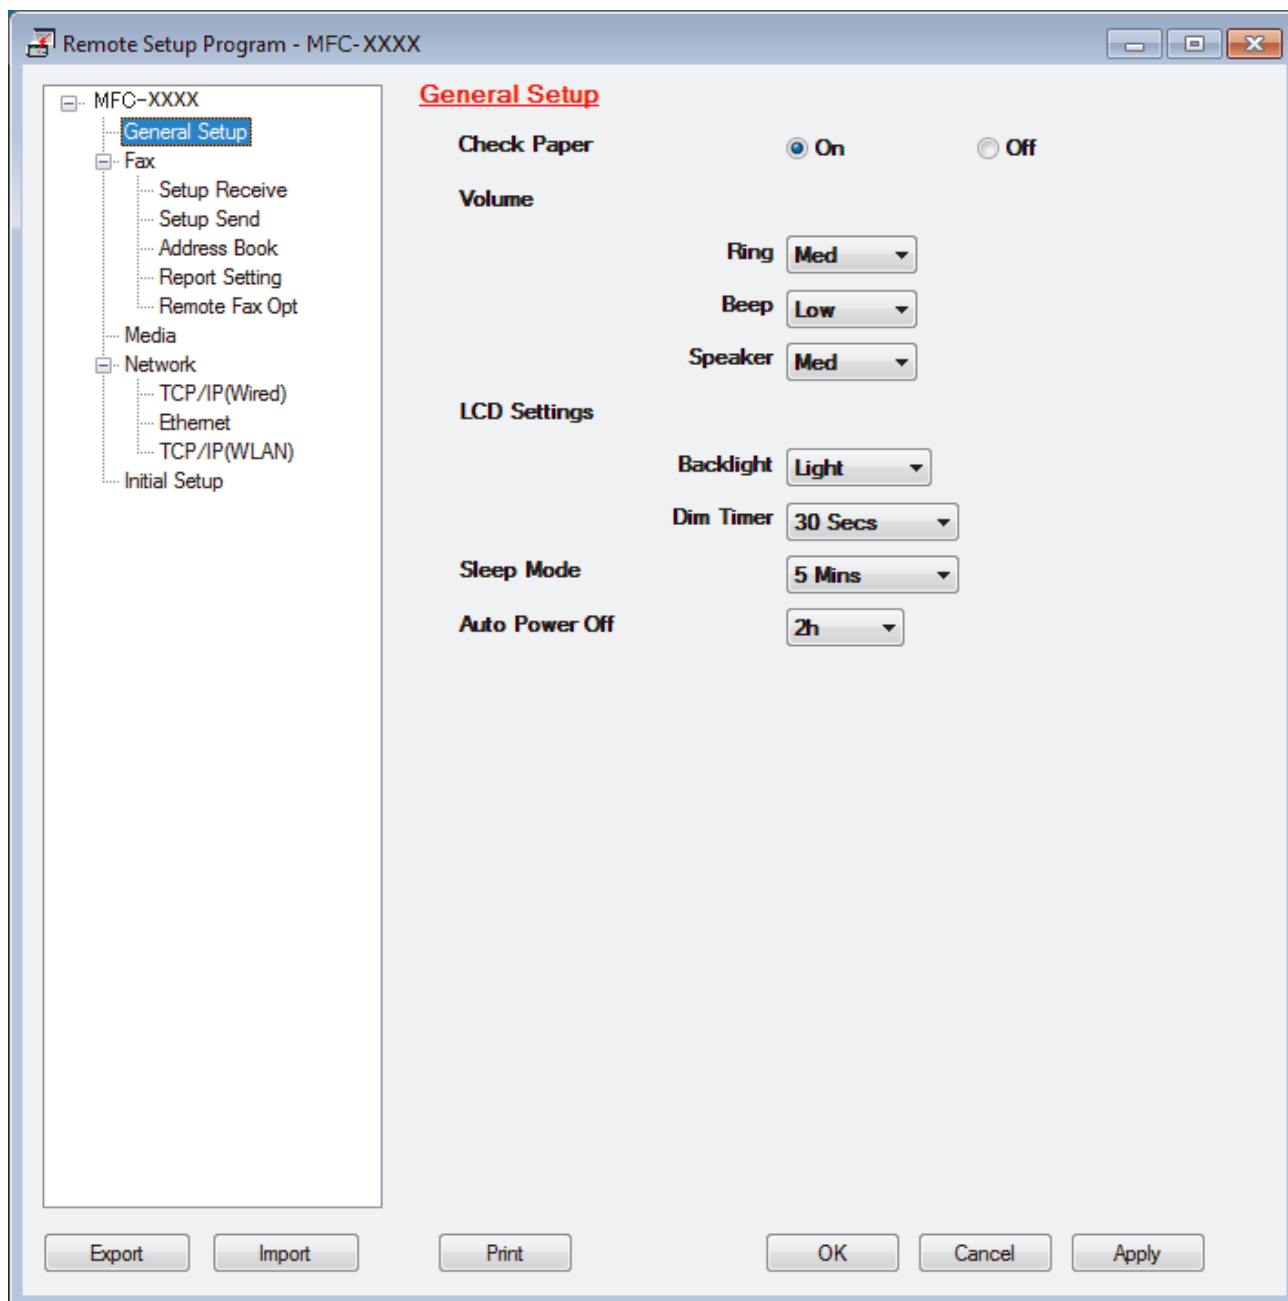 Remote Setup Program - MFC-XXXX
MFC-XXXX
General Setup
Fax
Setup Receive
Setup Send
Address Book
Report Setting
Remote Fax Opt
Media
Network
TCP/IP(Wired)
Ethernet
TCP/IP(WLAN)
Initial Setup
General Setup
Check Paper On Off
Volume
Ring Med
Beep Low
Speaker Med
LCD Settings
Backlight Light
Dim Timer 30 Secs
Sleep Mode 5 Mins
Auto Power Off 2h
Export Import Print OK Cancel Apply